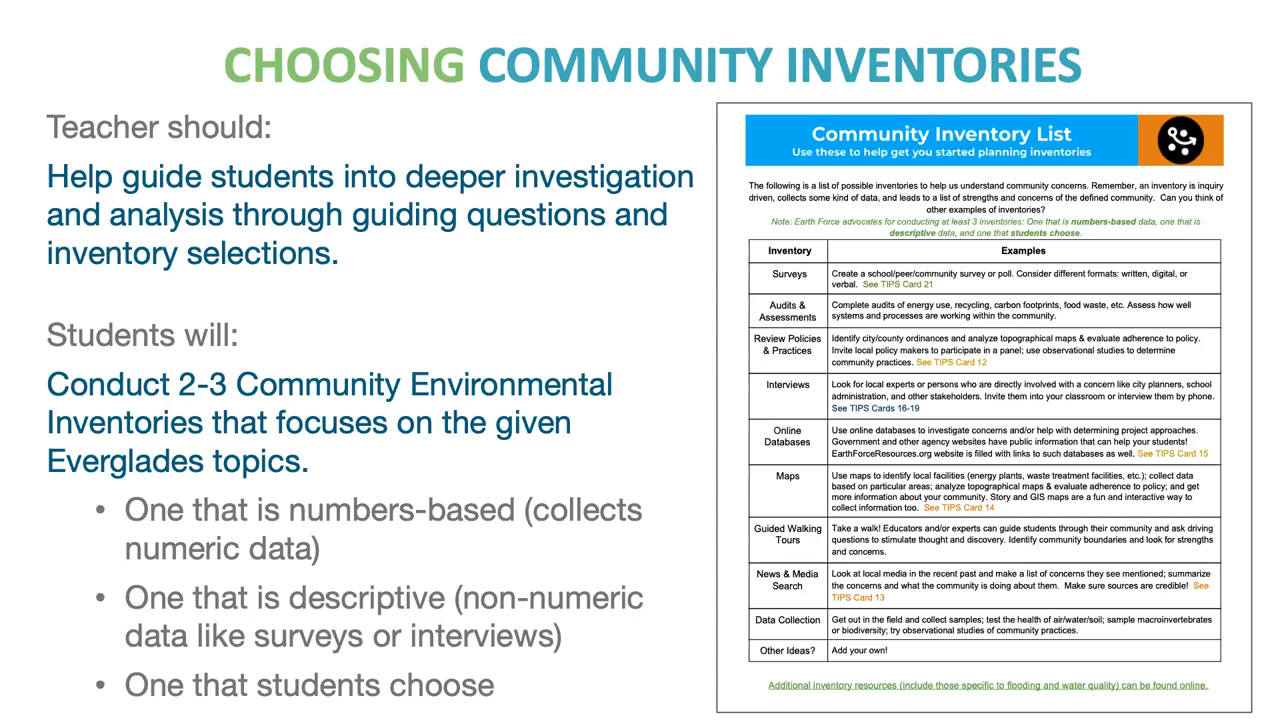 CHOOSING COMMUNITY INVENTORIES
Teacher should:
Help guide students into deeper investigation
and analysis through guiding questions and
inventory selections.
Students will:
Conduct 2-3 Community Environmental
Inventories that focuses on the given
Everglades topics.
• One that is numbers-based (collects
numeric data)
• One that is descriptive (non-numeric
data like surveys or interviews)
• One that students choose
Community Inventory List
Use these to help get you started planning inventories
The following is a list of possible inventories to help us understand community concerns. Remember, an inventory is inquiry
driven, collects some kind of data, and leads to a list of strengths and concerns of the defined community. Can you think of
other examples of inventories?
Note: Earth Force advocates for conducting at least 3 inventories: One that is numbers-based data, one that is
descriptive data, and one that students choose.
Inventory Examples
Surveys
Create a school/peer/community survey or poll. Consider different formats: written, digital, or
verbal. See TIPS Card 21
Audits &
Assessments
Complete audits of energy use, recycling, carbon footprints, food waste, etc. Assess how well
systems and processes are working within the community.
Review Policies
& Practices
Identify city/county ordinances and analyze topographical maps & evaluate adherence to policy.
Invite local policy makers to participate in a panel; use observational studies to determine
community practices. See TIPS Card 12
Interviews
Look for local experts or persons who are directly involved with a concern like city planners, school
administration, and other stakeholders. Invite them into your classroom or interview them by phone.
See TIPS Cards 16-19
Online
Databases
Use online databases to investigate concerns and/or help with determining project approaches.
Government and other agency websites have public information that can help your students!
EarthForceResources.org website is filled with links to such databases as well. See TIPS Card 15
Maps
Use maps to identify local facilities (energy plants, waste treatment facilities, etc.); collect data
based on particular areas; analyze topographical maps & evaluate adherence to policy; and get
more information about your community. Story and GIS maps are a fun and interactive way to
collect information too. See TIPS Card 14
Guided Walking
Tours
Take a walk! Educators and/or experts can guide students through their community and ask driving
questions to stimulate thought and discovery. Identify community boundaries and look for strengths
and concerns.
News & Media
Search
Look at local media in the recent past and make a list of concerns they see mentioned; summarize
the concerns and what the community is doing about them. Make sure sources are credible! See
TIPS Card 13
Data Collection
Get out in the field and collect samples; test the health of air/water/soil; sample macroinvertebrates
or biodiversity; try observational studies of community practices.
Other Ideas?
Add your own!
Additional inventory resources (include those specific to flooding and water quality) can be found online.